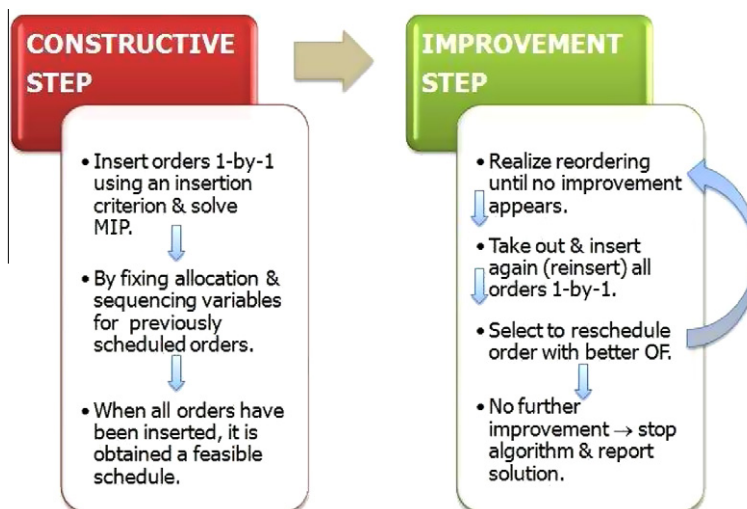 CONSTRUCTIVE
STEP
• Insert orders 1-by-1
using an insertion
criterion & solve
MIP.
• By fixing allocation &
sequencing variables
for previously
scheduled orders.
• When all orders have
been inserted, it is
obtained a feasible
schedule.
IMPROVEMENT
STEP
• Realize reordering
until no improvement
appears.
• Take out & insert
again (reinsert) all
orders 1-by-1.
• Select to reschedule
order with better OF.
• No further
improvement → stop
algorithm & report
solution.